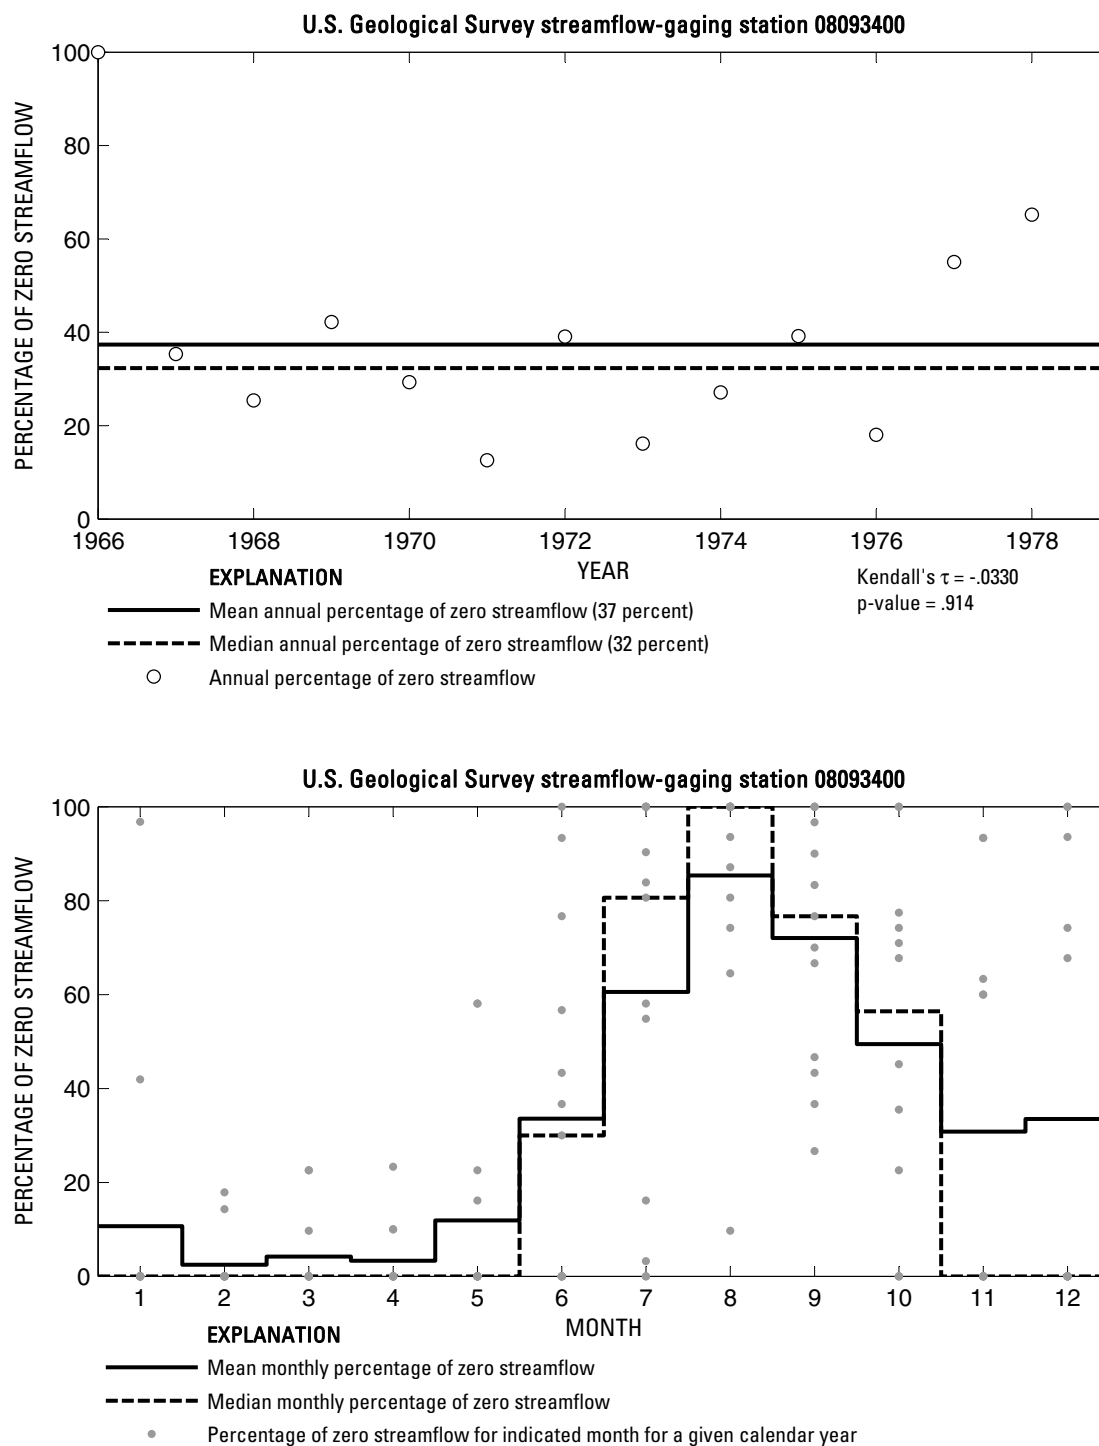 U.S. Geological Survey streamflow-gaging station 08093400
PERCENTAGE OF ZERO STREAMFLOW
100
80
60
40
20
0
1966 1968 1970 1972 1974 1976 1978
YEAR
Kendall's τ = -.0330
p-value = .914
EXPLANATION
Mean annual percentage of zero streamflow (37 percent)
Median annual percentage of zero streamflow (32 percent)
Annual percentage of zero streamflow
U.S. Geological Survey streamflow-gaging station 08093400
PERCENTAGE OF ZERO STREAMFLOW
100
80
60
40
20
0
1 2 3 4 5 6 7 8 9 10 11 12
MONTH
EXPLANATION
Mean monthly percentage of zero streamflow
Median monthly percentage of zero streamflow
Percentage of zero streamflow for indicated month for a given calendar year